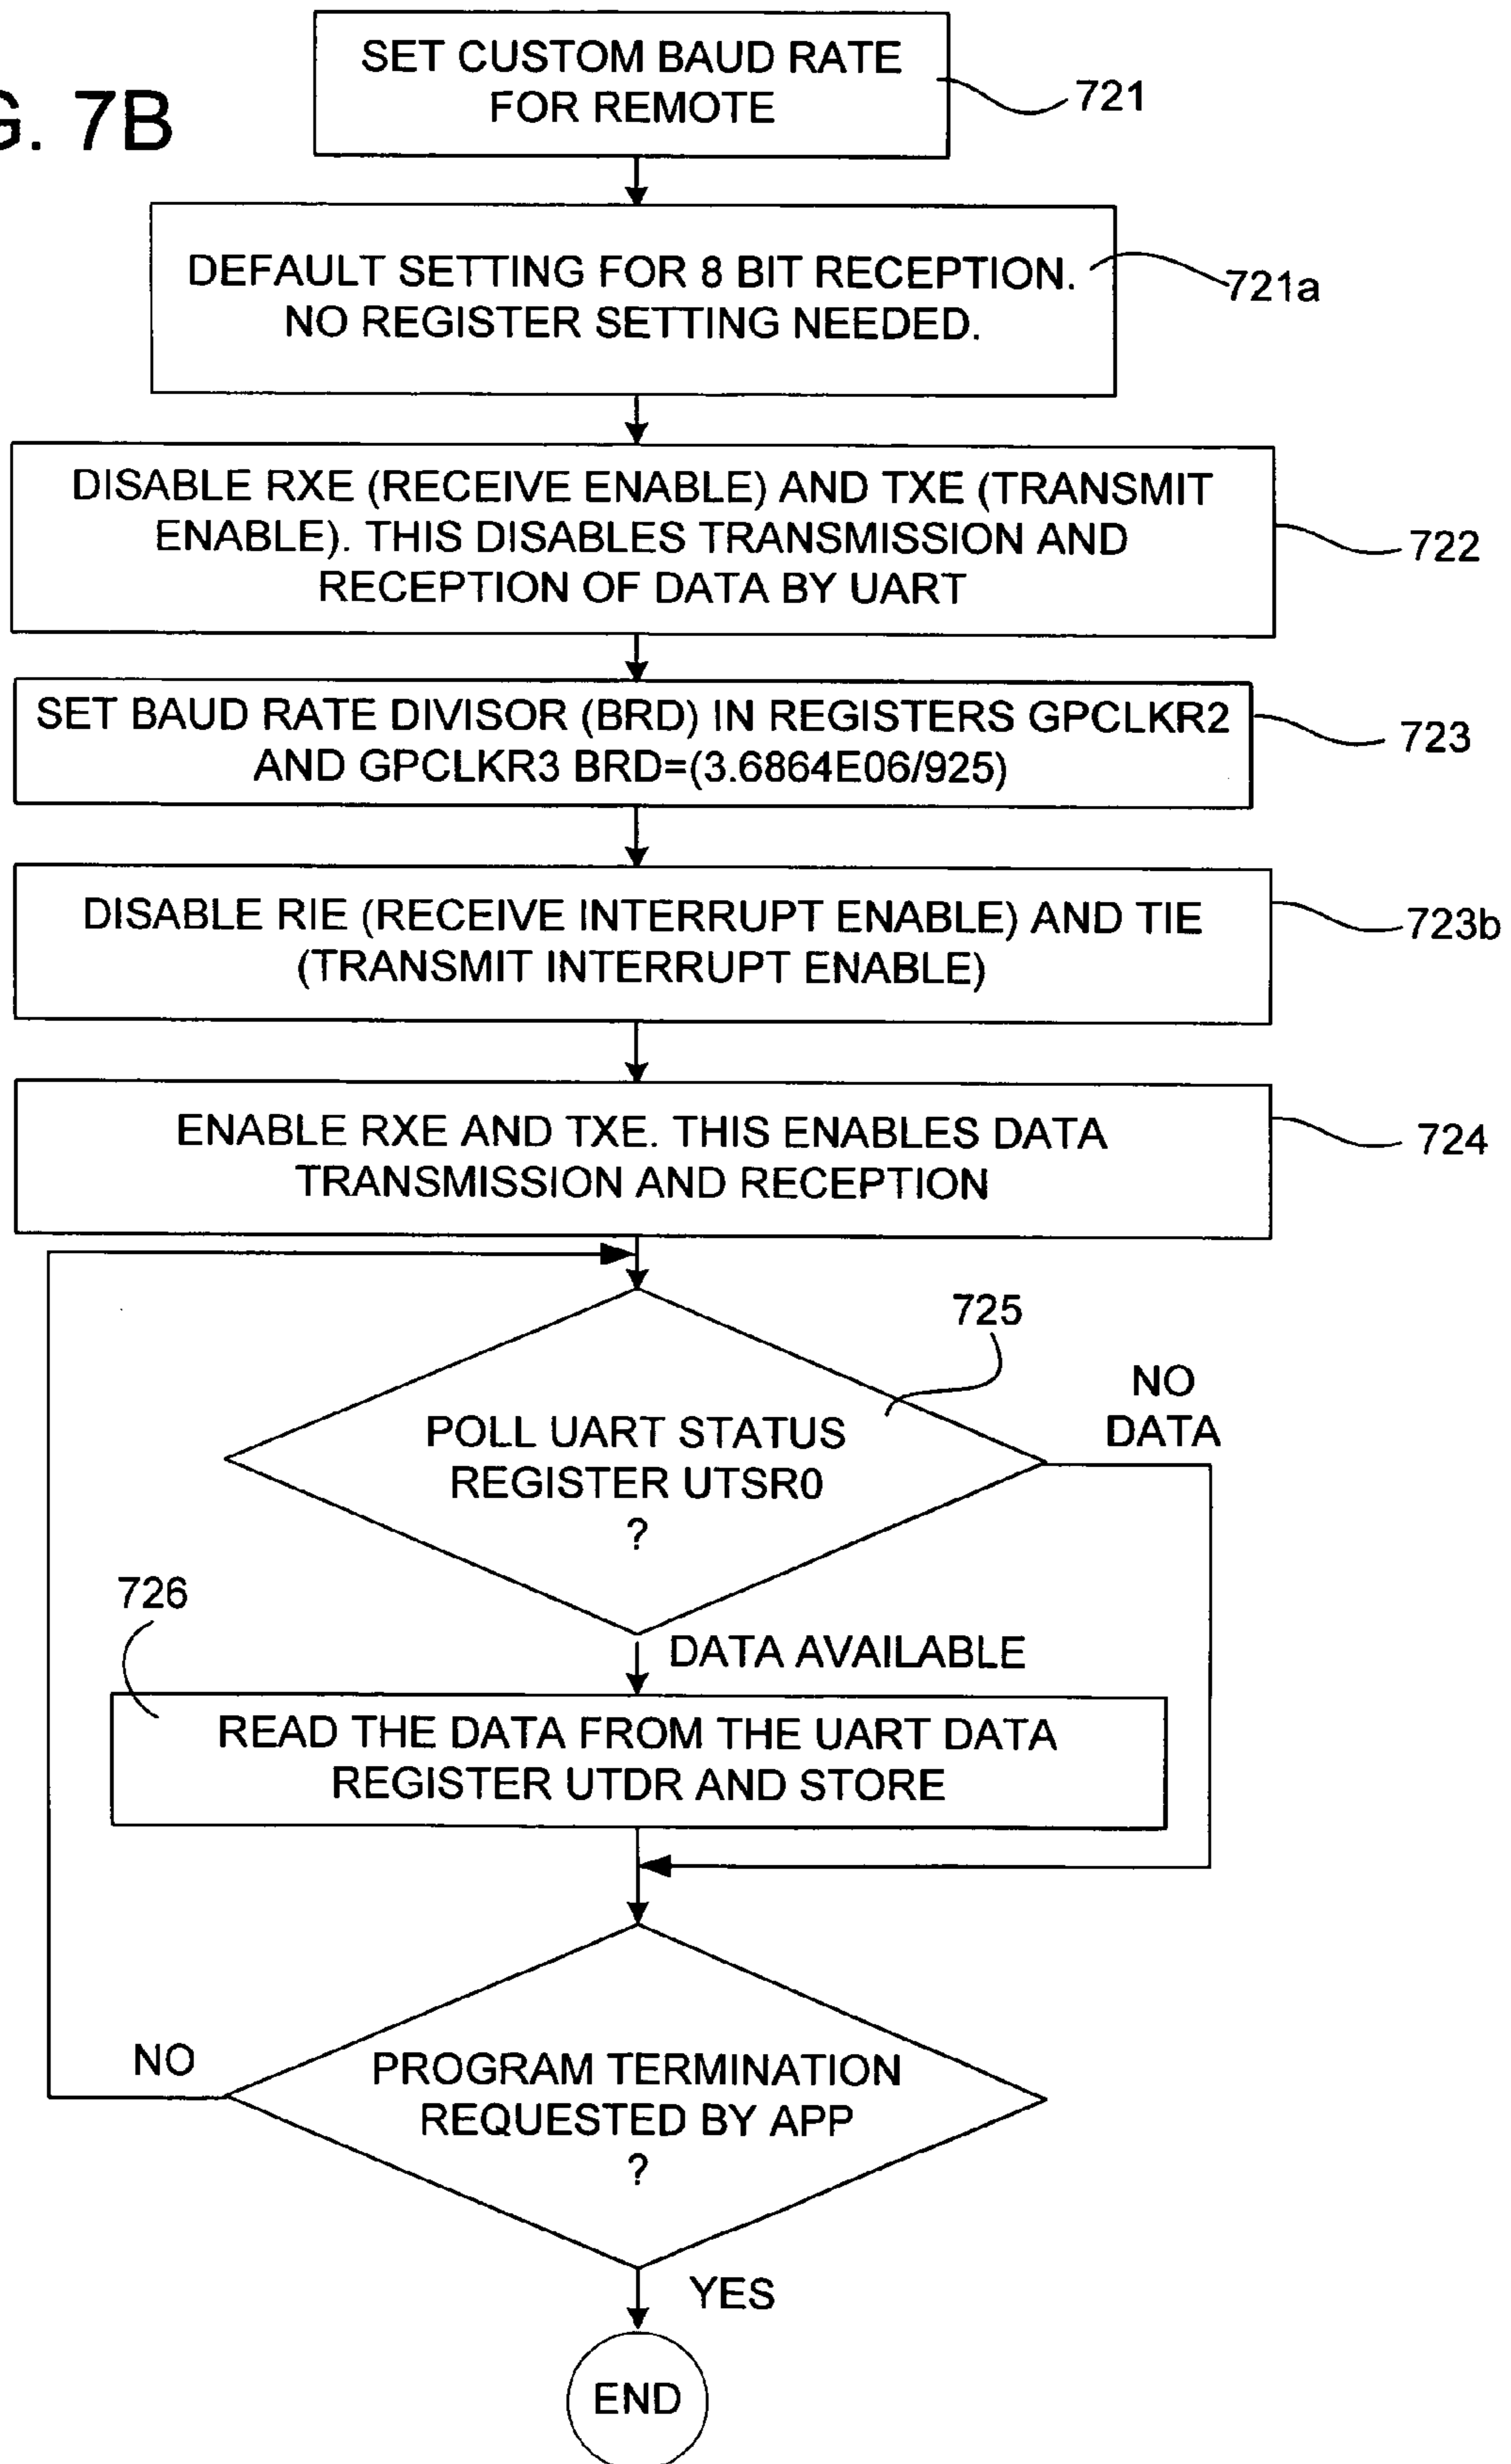 G. 7B
SET CUSTOM BAUD RATE
FOR REMOTE
721
DEFAULT SETTING FOR 8 BIT RECEPTION.
NO REGISTER SETTING NEEDED.
721a
DISABLE RXE (RECEIVE ENABLE) AND TXE (TRANSMIT
ENABLE). THIS DISABLES TRANSMISSION AND
RECEPTION OF DATA BY UART
722
SET BAUD RATE DIVISOR (BRD) IN REGISTERS GPCLKR2
AND GPCLKR3 BRD=(3.6864E06/925)
723
DISABLE RIE (RECEIVE INTERRUPT ENABLE) AND TIE
(TRANSMIT INTERRUPT ENABLE)
723b
ENABLE RXE AND TXE. THIS ENABLES DATA
TRANSMISSION AND RECEPTION
724
725
POLL UART STATUS
REGISTER UTSR0
?
NO
DATA
726
DATA AVAILABLE
READ THE DATA FROM THE UART DATA
REGISTER UTDR AND STORE
NO
PROGRAM TERMINATION
REQUESTED BY APP
?
YES
END